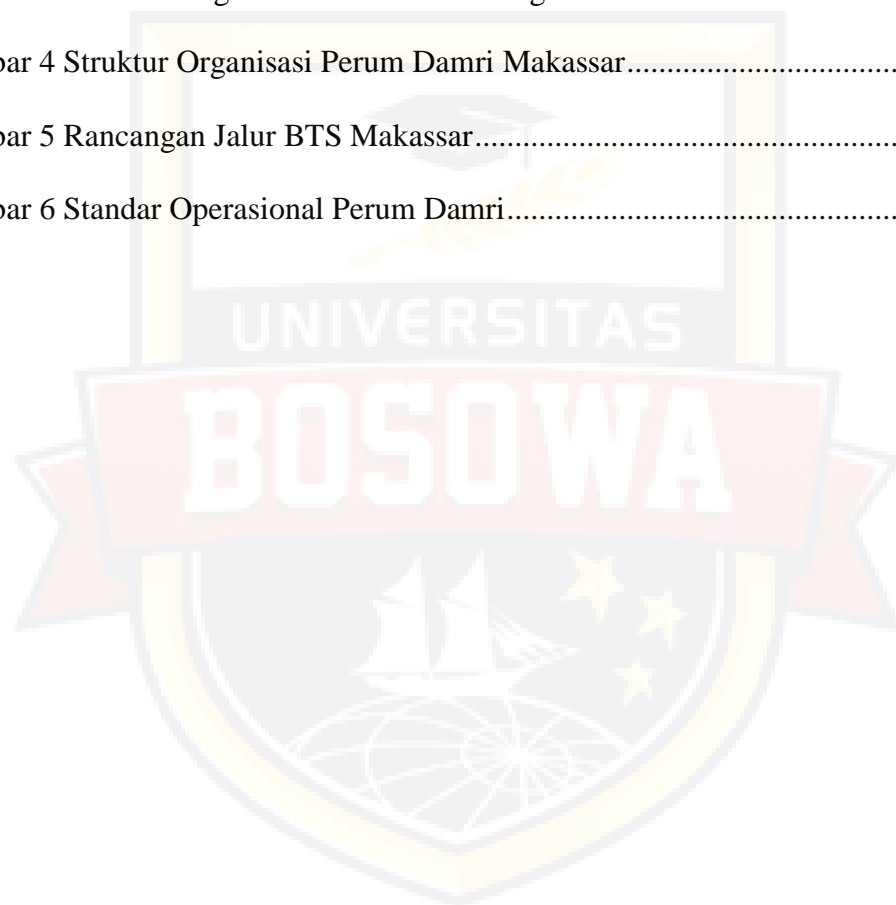 bar 4 Struktur Organisasi Perum Damri Makassar
bar 5 Rancangan Jalur BTS Makassar
bar 6 Standar Operasional Perum Damri
UNIVERSITAS
BOSOWA